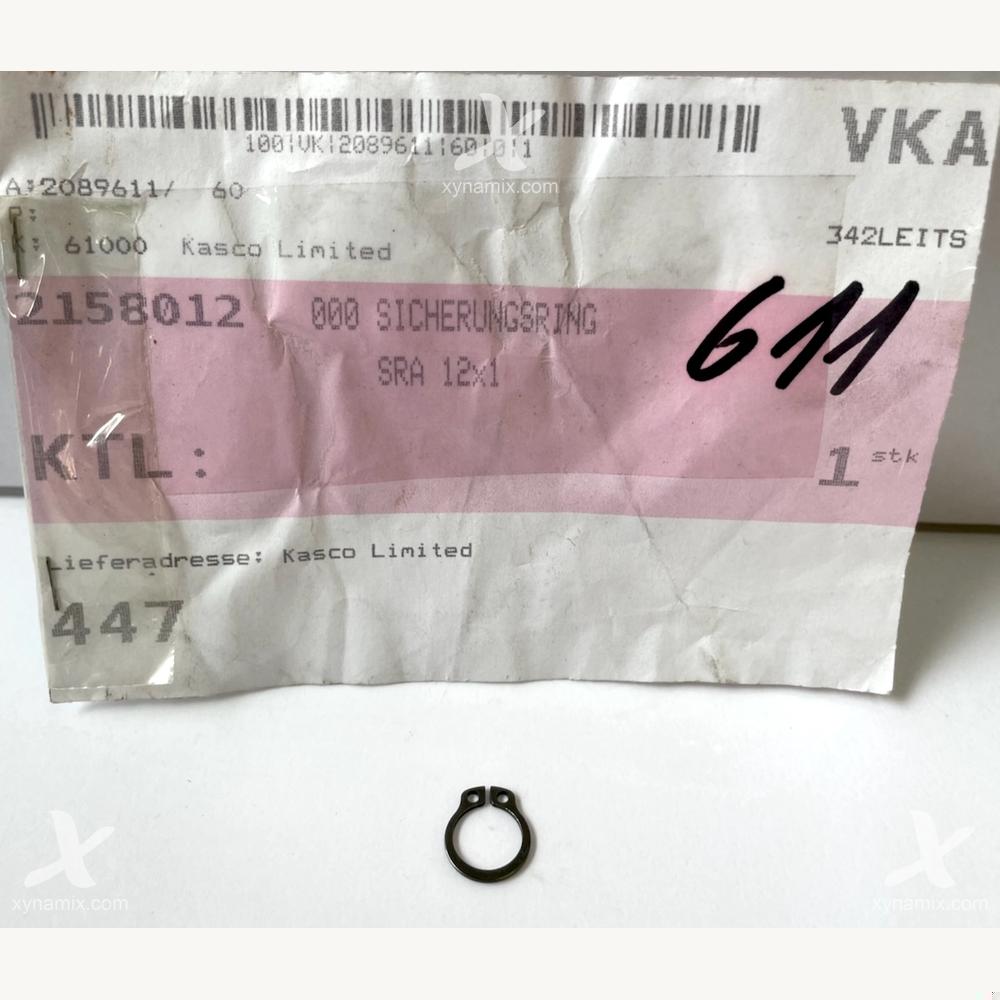 VKA
100|VK|2089611|60|0|1
xynamix.com
A:2089611/ 60
P:
K: 61000 Kasco Limited
342LEITS
2158012 000 SICHERUNGSRING
611
SRA 12x1
KTL:
1 stk
Lieferadresse: Kasco Limited
447
xynamix.com
xynamix.com